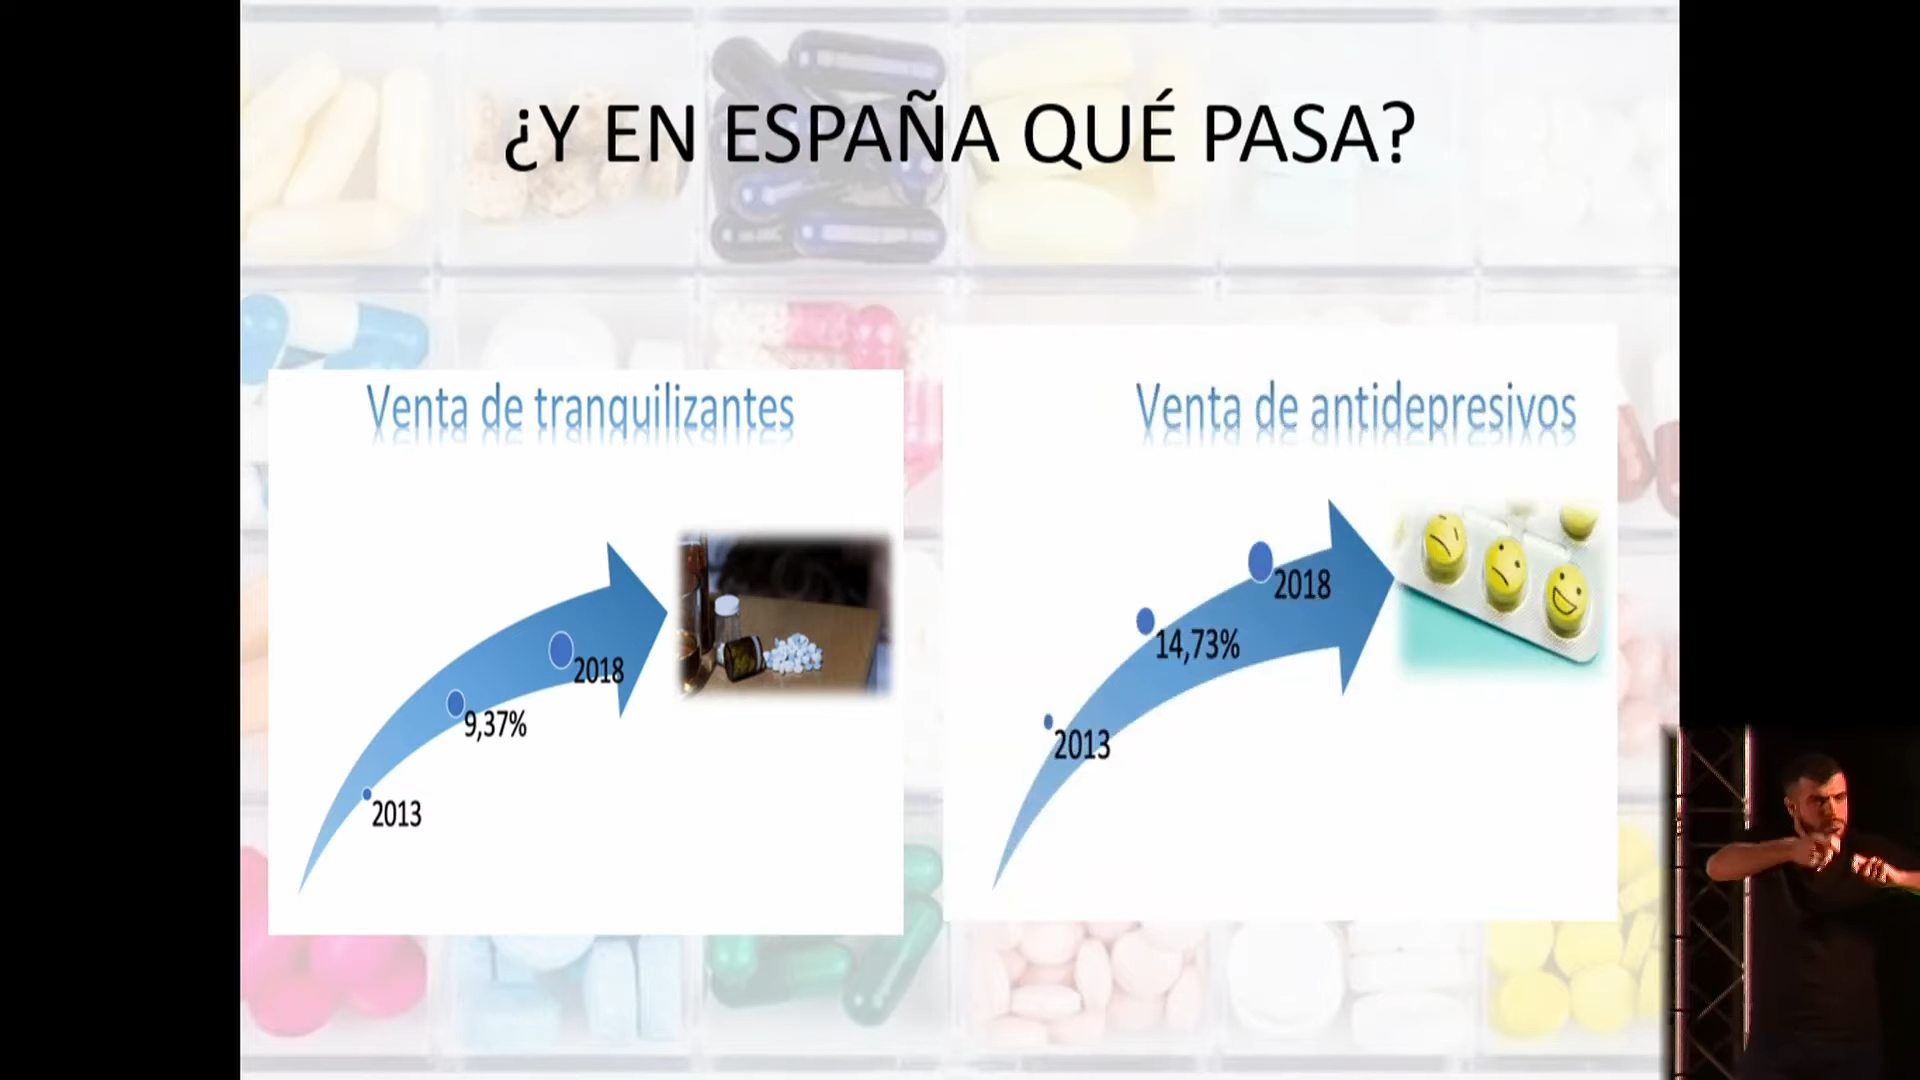 ¿Y EN ESPAÑA QUÉ PASA?
Venta de tranquilizantes
2013
9,37%
2018
Venta de antidepresivos
2013
14,73%
2018